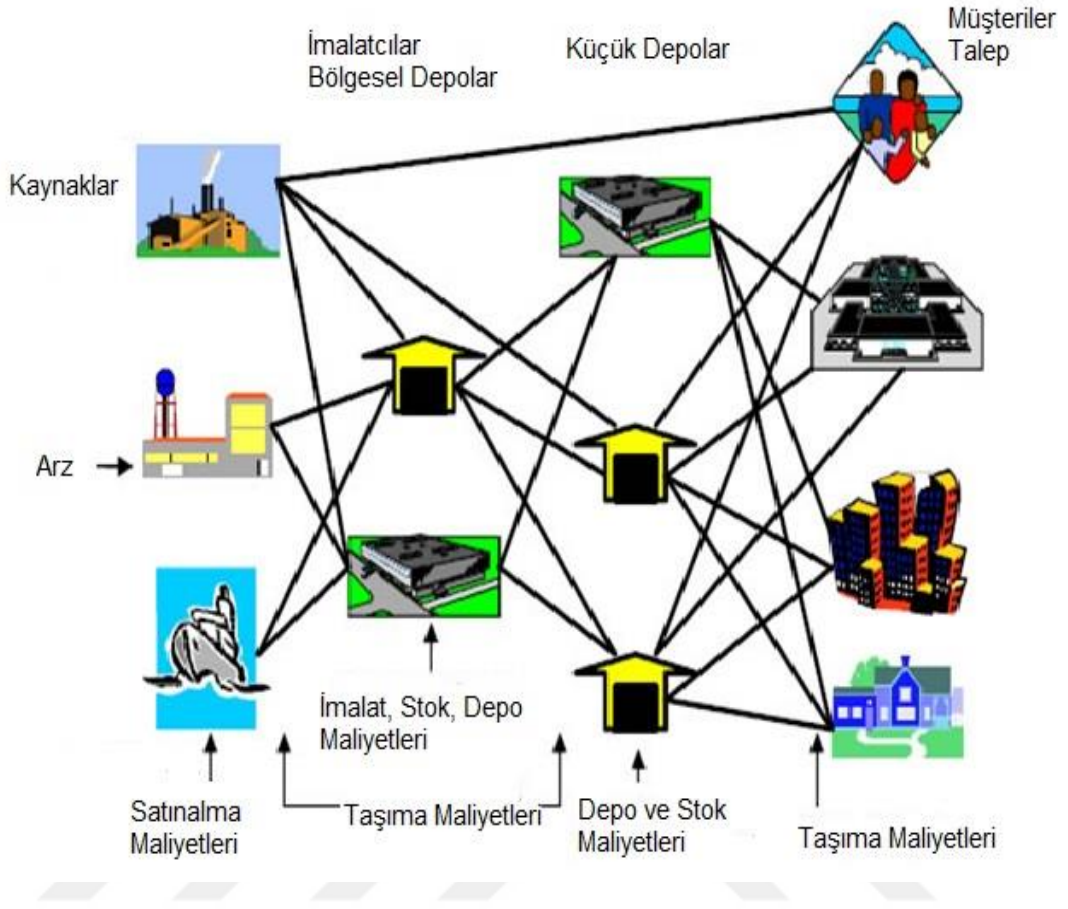 İmalatcılar
Bölgesel Depolar
Küçük Depolar
Müşteriler
Talep
Kaynaklar
Arz
İmalat, Stok, Depo
Maliyetleri
Satınalma
Maliyetleri
Taşıma Maliyetleri
Depo ve Stok
Maliyetleri
Taşıma Maliyetleri